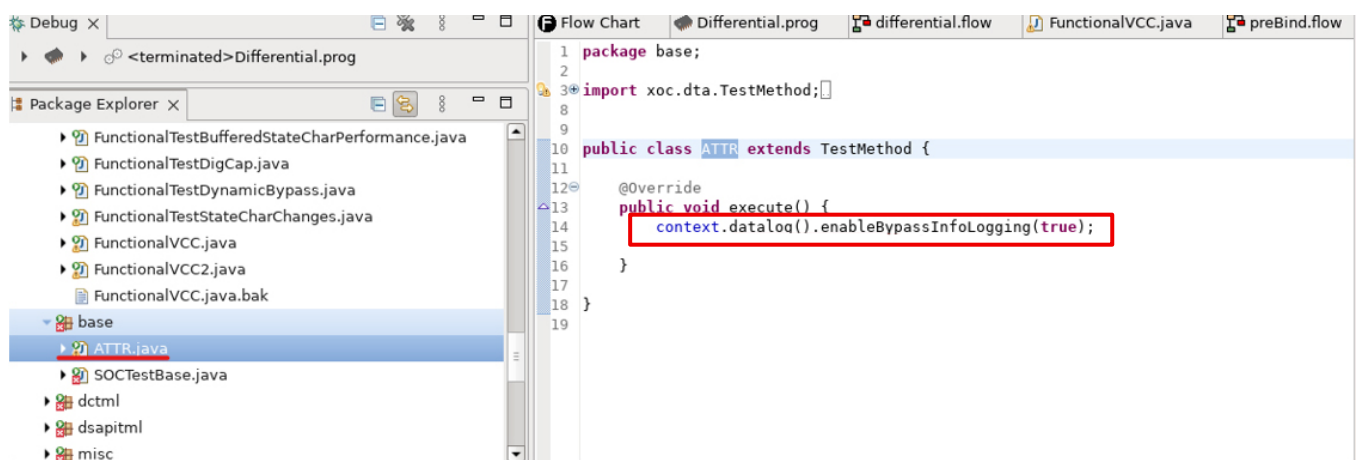 Debug
<terminated>Differential.prog
Package Explorer
FunctionalTestBufferedStateCharPerformance.java
FunctionalTestDigCap.java
FunctionalTestDynamicBypass.java
FunctionalTestStateCharChanges.java
FunctionalVCC.java
FunctionalVCC2.java
FunctionalVCC.java.bak
base
ATTR.java
SOCTestBase.java
dctml
dsapitml
misc
Flow Chart Differential.prog differential.flow FunctionalVCC.java preBind.flow
1 package base;
2
3 import xoc.dta.TestMethod;
8
9
10 public class ATTR extends TestMethod {
11
12 @Override
13 public void execute() {
14 context.datalog().enableBypassInfoLogging(true);
15
16 }
17
18 }
19